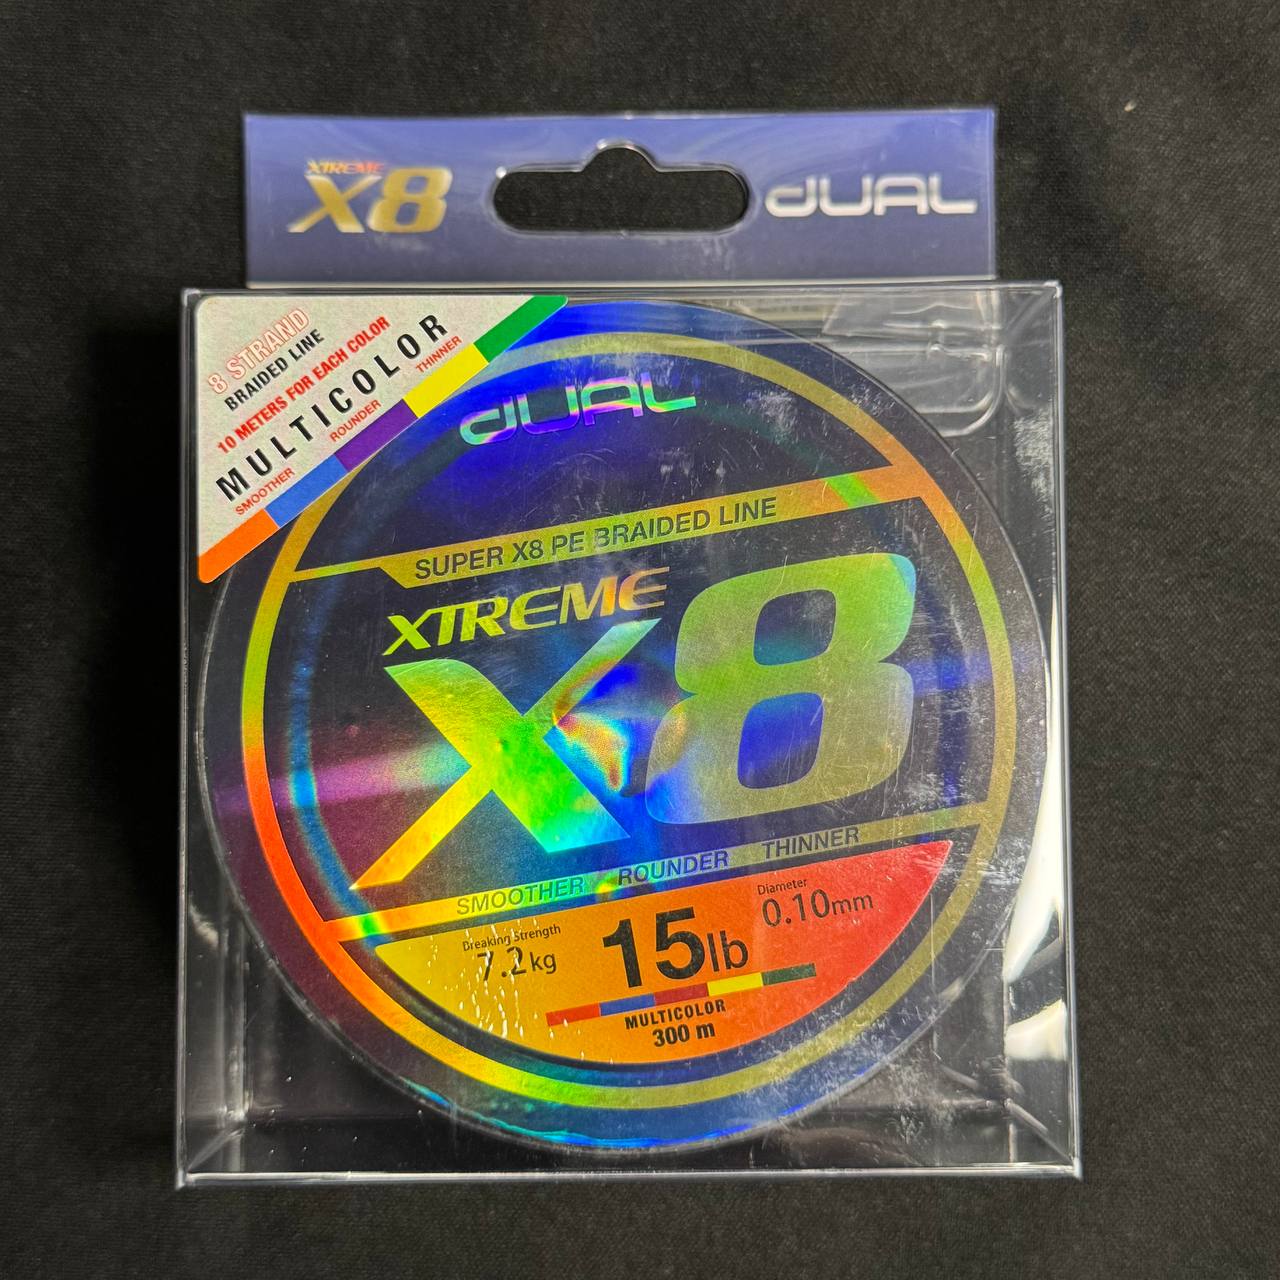 XTREME
X8
dUAL
8 STRAND
BRAIDED LINE
10 METERS FOR EACH COLOR
MULTICOLOR
SMOOTHER ROUNDER THINNER
dUAL
SUPER X8 PE BRAIDED LINE
XTREME
X8
SMOOTHER ROUNDER THINNER
Breaking Strength
7.2kg
15lb
Diameter
0.10mm
MULTICOLOR
300 m